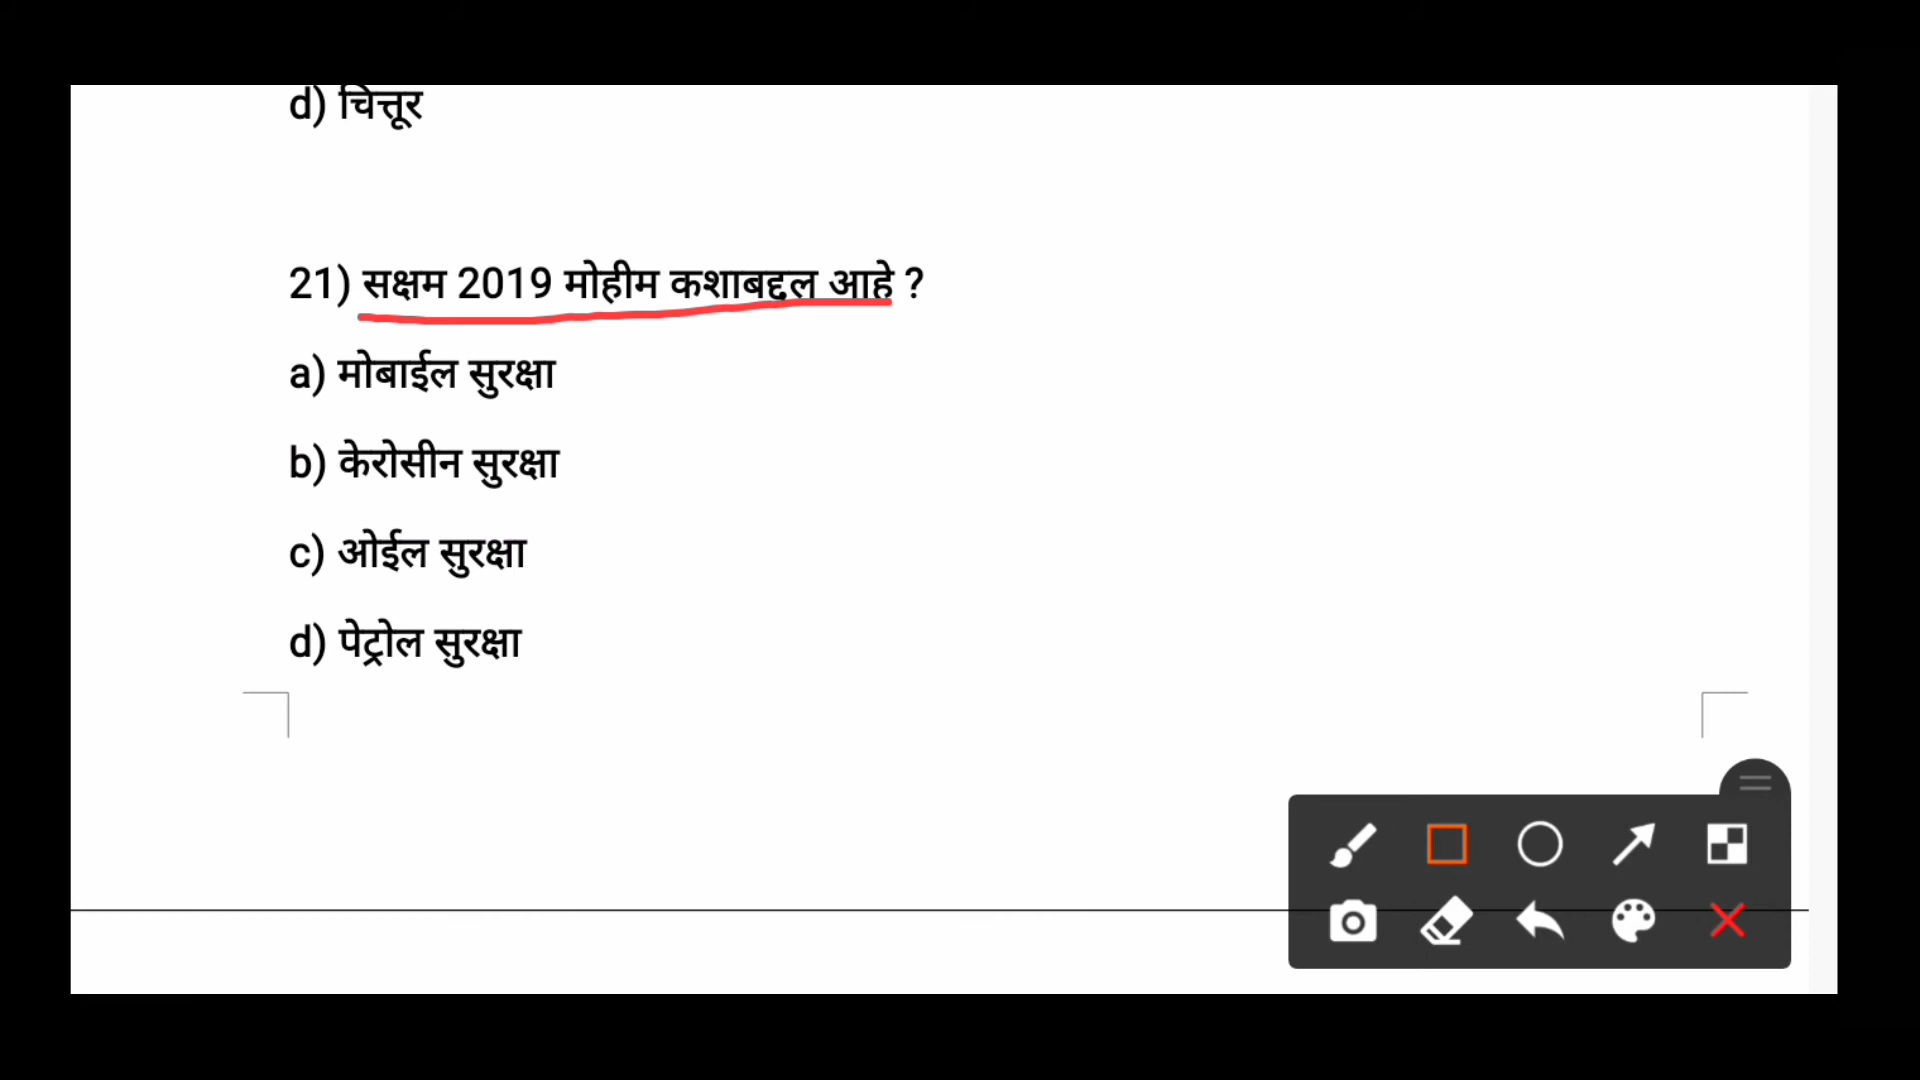 d) चित्तूर
21) सक्षम 2019 मोहीम कशाबद्दल आहे ?
a) मोबाईल सुरक्षा
b) केरोसीन सुरक्षा
c) ओईल सुरक्षा
d) पेट्रोल सुरक्षा